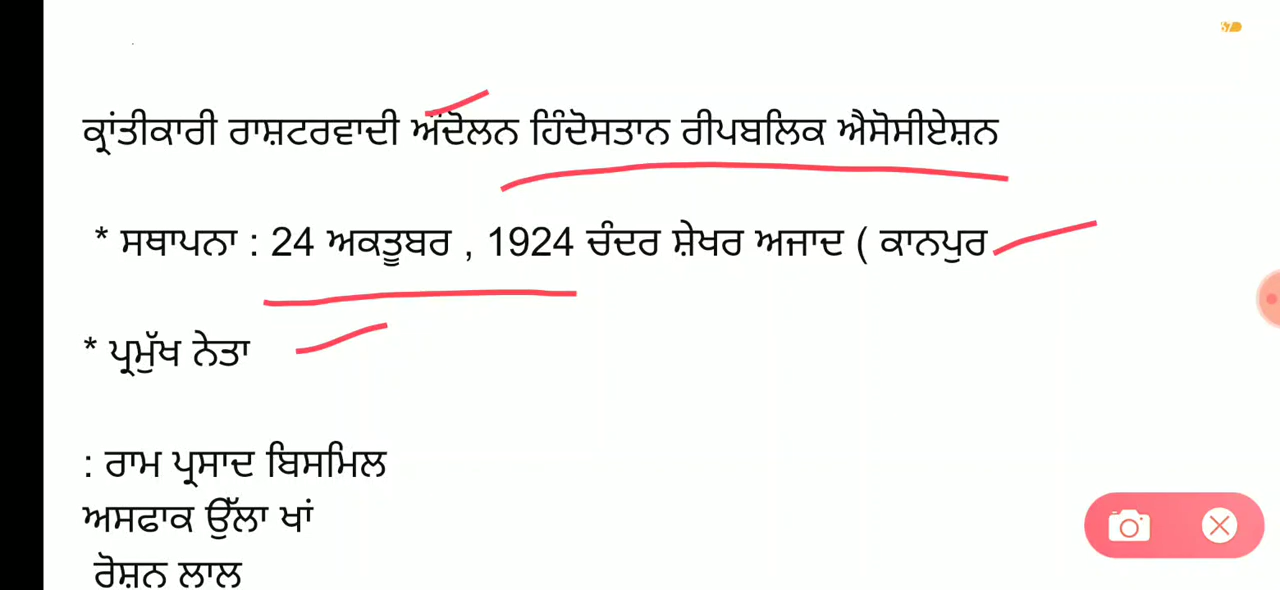 ਕ੍ਰਾਂਤੀਕਾਰੀ ਰਾਸ਼ਟਰਵਾਦੀ ਅੰਦੋਲਨ ਹਿੰਦੋਸਤਾਨ ਰੀਪਬਲਿਕ ਐਸੋਸੀਏਸ਼ਨ
* ਸਥਾਪਨਾ : 24 ਅਕਤੂਬਰ , 1924 ਚੰਦਰ ਸ਼ੇਖਰ ਅਜਾਦ ( ਕਾਨਪੁਰ
* ਪ੍ਰਮੁੱਖ ਨੇਤਾ
: ਰਾਮ ਪ੍ਰਸਾਦ ਬਿਸਮਿਲ
ਅਸਫਾਕ ਉੱਲਾ ਖਾਂ
ਰੋਸ਼ਨ ਲਾਲ